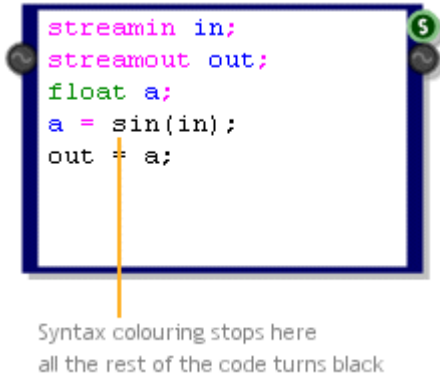 S
streamin in;
streamout out;
float a;
a = sin(in);
out = a;
Syntax colouring stops here
all the rest of the code turns black